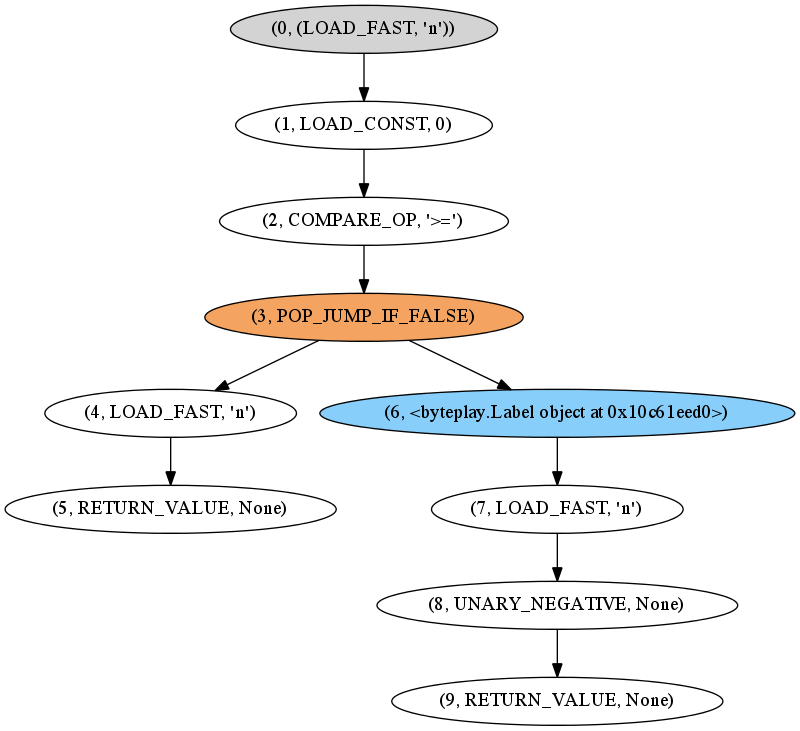 (0, (LOAD_FAST, 'n'))
(1, LOAD_CONST, 0)
(2, COMPARE_OP, '>=')
(3, POP_JUMP_IF_FALSE)
(4, LOAD_FAST, 'n')
(6, <byteplay.Label object at 0x10c61eed0>)
(5, RETURN_VALUE, None)
(7, LOAD_FAST, 'n')
(8, UNARY_NEGATIVE, None)
(9, RETURN_VALUE, None)